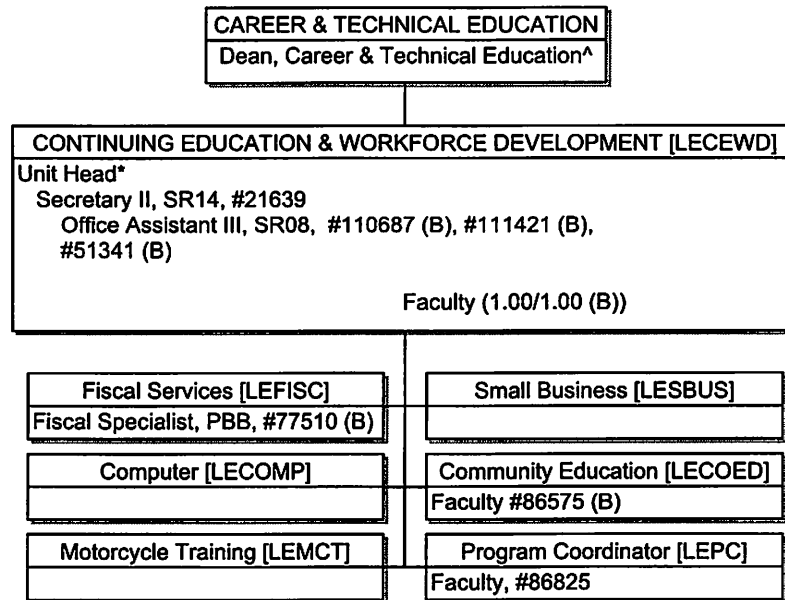 CAREER & TECHNICAL EDUCATION
Dean, Career & Technical Education^
CONTINUING EDUCATION & WORKFORCE DEVELOPMENT [LECEWD]
Unit Head*
Secretary II, SR14, #21639
Office Assistant III, SR08, #110687 (B), #111421 (B),
#51341 (B)
Faculty (1.00/1.00 (B))
Fiscal Services [LEFISC]
Fiscal Specialist, PBB, #77510 (B)
Small Business [LESBUS]
Computer [LECOMP]
Community Education [LECOED]
Faculty #86575 (B)
Motorcycle Training [LEMCT]
Program Coordinator [LEPC]
Faculty, #86825